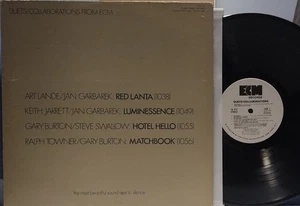 DUETS: COLLABORATIONS FROM ECM
ART LANDE/JAN GARBAREK: RED LANTA (1038)
KEITH JARRETT/JAN GARBAREK: LUMINESSENCE (1049)
GARY BURTON/STEVE SWALLOW: HOTEL HELLO (1055)
RALPH TOWNER/GARY BURTON: MATCHBOOK (1056)
ECM
RECORDS